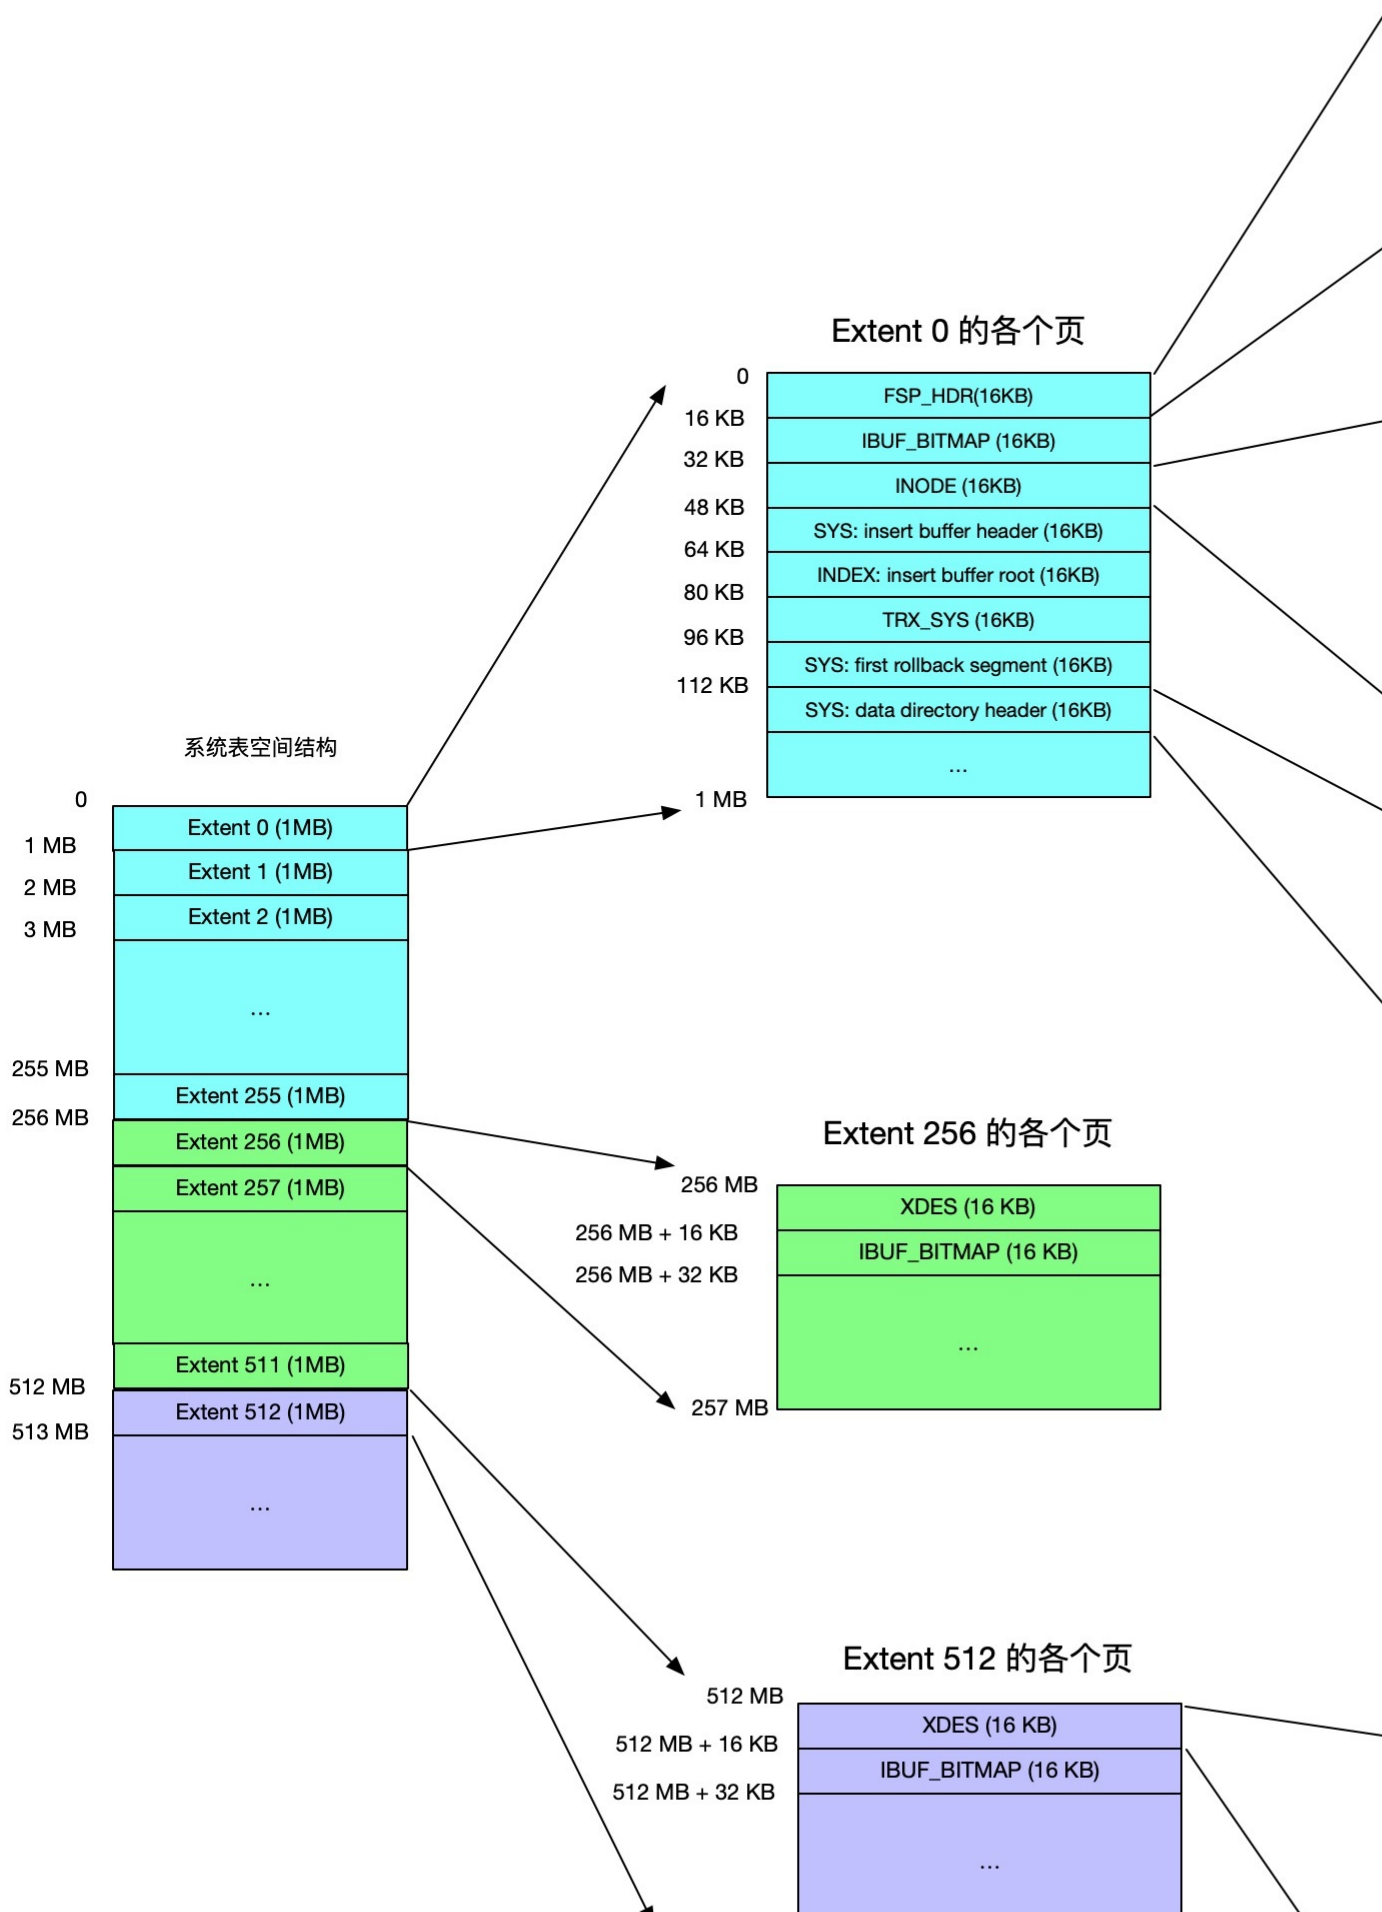 Extent 0 的各个页
0
FSP_HDR(16KB)
16 KB
IBUF_BITMAP (16KB)
32 KB
INODE (16KB)
48 KB
SYS: insert buffer header (16KB)
64 KB
INDEX: insert buffer root (16KB)
80 KB
TRX_SYS (16KB)
96 KB
SYS: first rollback segment (16KB)
112 KB
SYS: data directory header (16KB)
...
1 MB
系统表空间结构
0
Extent 0 (1MB)
1 MB
Extent 1 (1MB)
2 MB
Extent 2 (1MB)
3 MB
...
255 MB
Extent 255 (1MB)
256 MB
Extent 256 (1MB)
Extent 257 (1MB)
...
Extent 511 (1MB)
512 MB
Extent 512 (1MB)
513 MB
...
Extent 256 的各个页
256 MB
XDES (16 KB)
256 MB + 16 KB
IBUF_BITMAP (16 KB)
256 MB + 32 KB
...
257 MB
Extent 512 的各个页
512 MB
XDES (16 KB)
512 MB + 16 KB
IBUF_BITMAP (16 KB)
512 MB + 32 KB
...